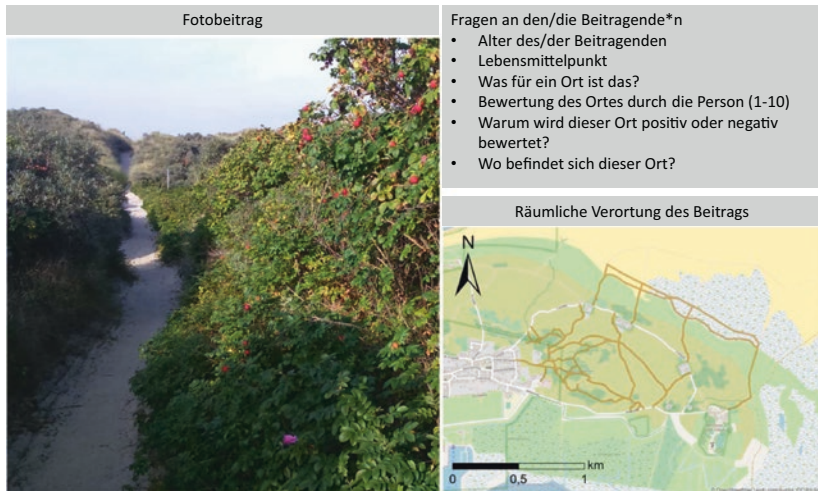 Fotobeitrag
Fragen an den/die Beitragende*n
• Alter des/der Beitragenden
• Lebensmittelpunkt
• Was für ein Ort ist das?
• Bewertung des Ortes durch die Person (1-10)
• Warum wird dieser Ort positiv oder negativ
bewertet?
• Wo befindet sich dieser Ort?
Räumliche Verortung des Beitrags
N
km
0 0,5 1